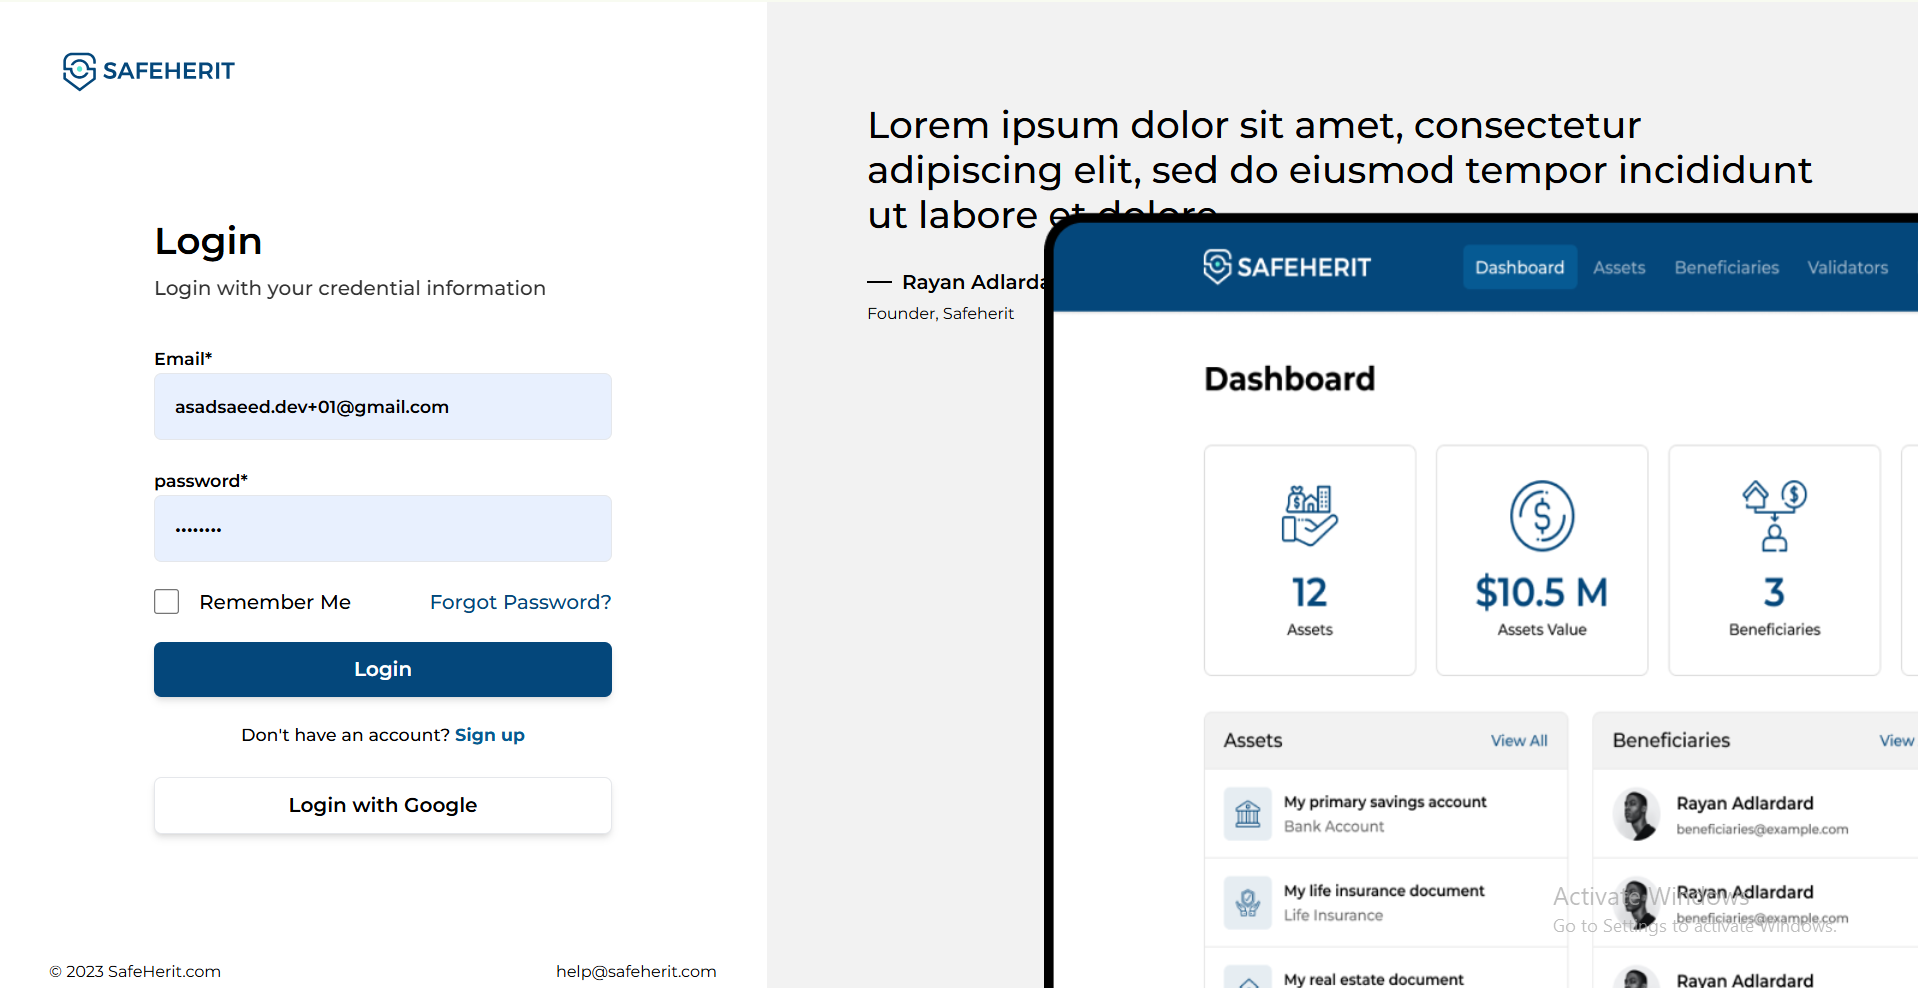 SAFEHERIT
Login
Login with your credential information
Email*
asadsaeed.dev+01@gmail.com
password*
••••••••
Remember Me
Forgot Password?
Login
Don't have an account? Sign up
Login with Google
© 2023 SafeHerit.com
help@safeherit.com
Lorem ipsum dolor sit amet, consectetur
adipiscing elit, sed do eiusmod tempor incididunt
ut labore et dolore
— Rayan Adlarda
Founder, Safeherit
SAFEHERIT
Dashboard
Assets
Beneficiaries
Validators
Dashboard
12
Assets
$10.5 M
Assets Value
3
Beneficiaries
Assets
View All
My primary savings account
Bank Account
My life insurance document
Life Insurance
My real estate document
Beneficiaries
View
Rayan Adlardard
beneficiaries@example.com
Rayan Adlardard
beneficiaries@example.com
Rayan Adlardard
Activate Windows
Go to Settings to activate Windows.